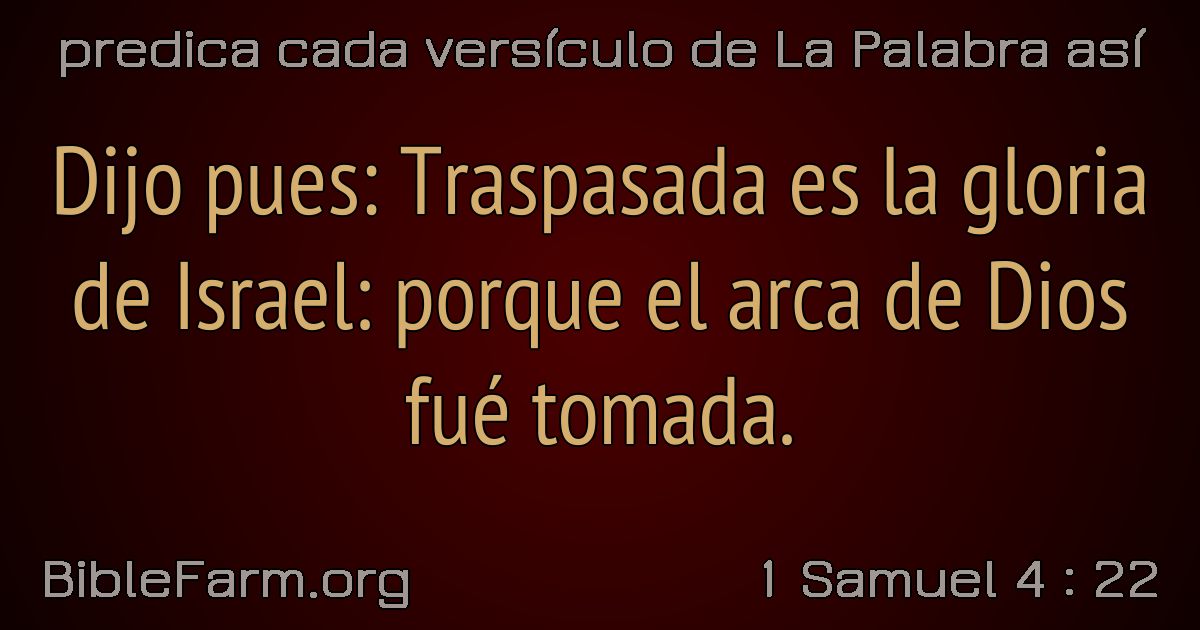 predica cada versículo de La Palabra así
Dijo pues: Traspasada es la gloria
de Israel: porque el arca de Dios
fué tomada.
BibleFarm.org
1 Samuel 4 : 22